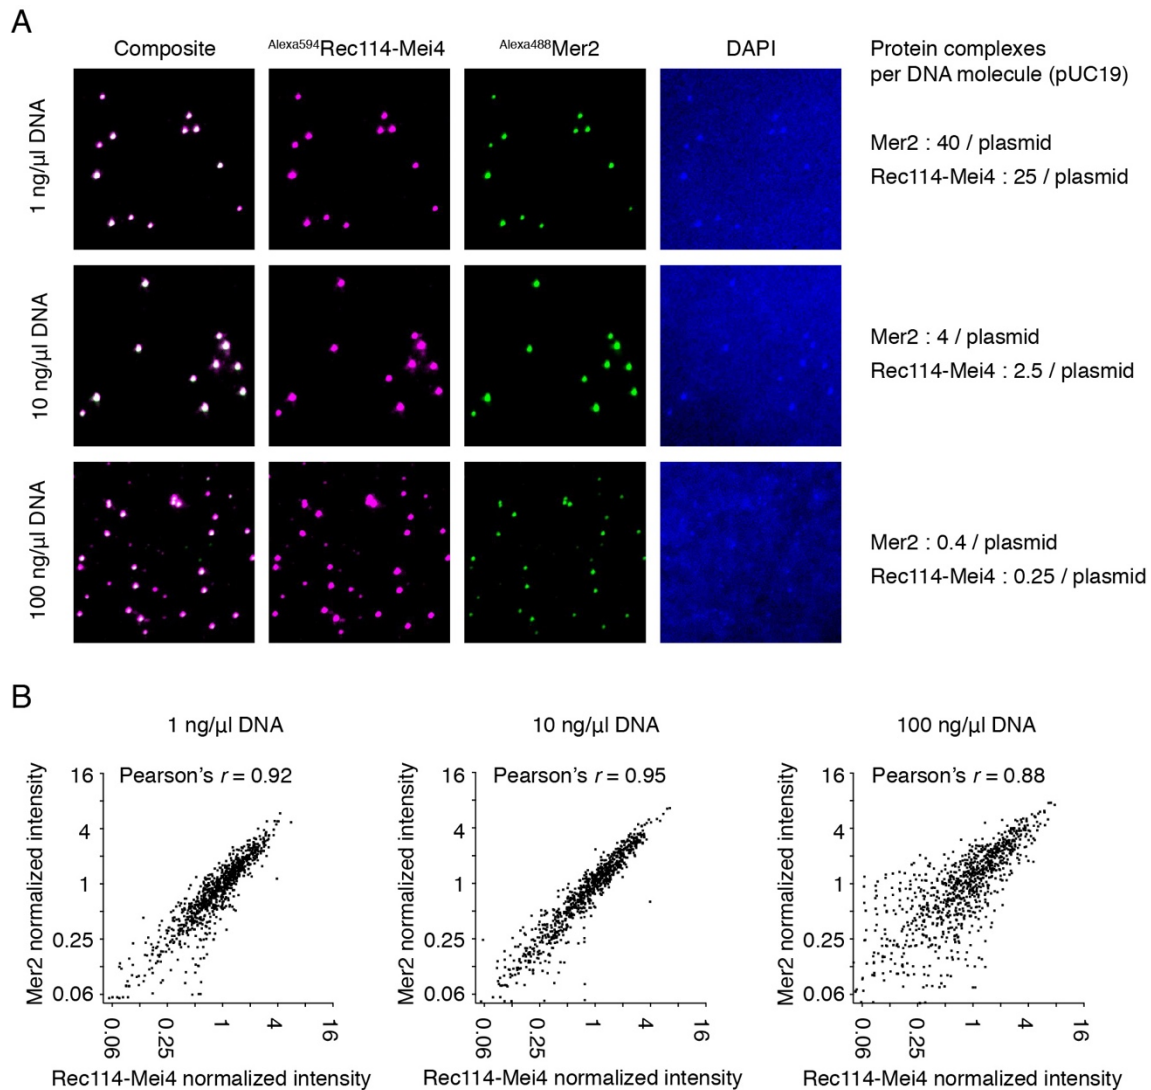 A
Composite
Alexa594Rec114-Mei4
Alexa488Mer2
DAPI
Protein complexes
per DNA molecule (pUC19)
1 ng/µl DNA
Mer2 : 40 / plasmid
Rec114-Mei4 : 25 / plasmid
10 ng/µl DNA
Mer2 : 4 / plasmid
Rec114-Mei4 : 2.5 / plasmid
100 ng/µl DNA
Mer2 : 0.4 / plasmid
Rec114-Mei4 : 0.25 / plasmid
B
1 ng/µl DNA
Pearson's r = 0.92
Mer2 normalized intensity
16
4
1
0.25
0.06
0.06
0.25
1
4
16
Rec114-Mei4 normalized intensity
10 ng/µl DNA
Pearson's r = 0.95
Mer2 normalized intensity
16
4
1
0.25
0.06
0.06
0.25
1
4
16
Rec114-Mei4 normalized intensity
100 ng/µl DNA
Pearson's r = 0.88
Mer2 normalized intensity
16
4
1
0.25
0.06
0.06
0.25
1
4
16
Rec114-Mei4 normalized intensity